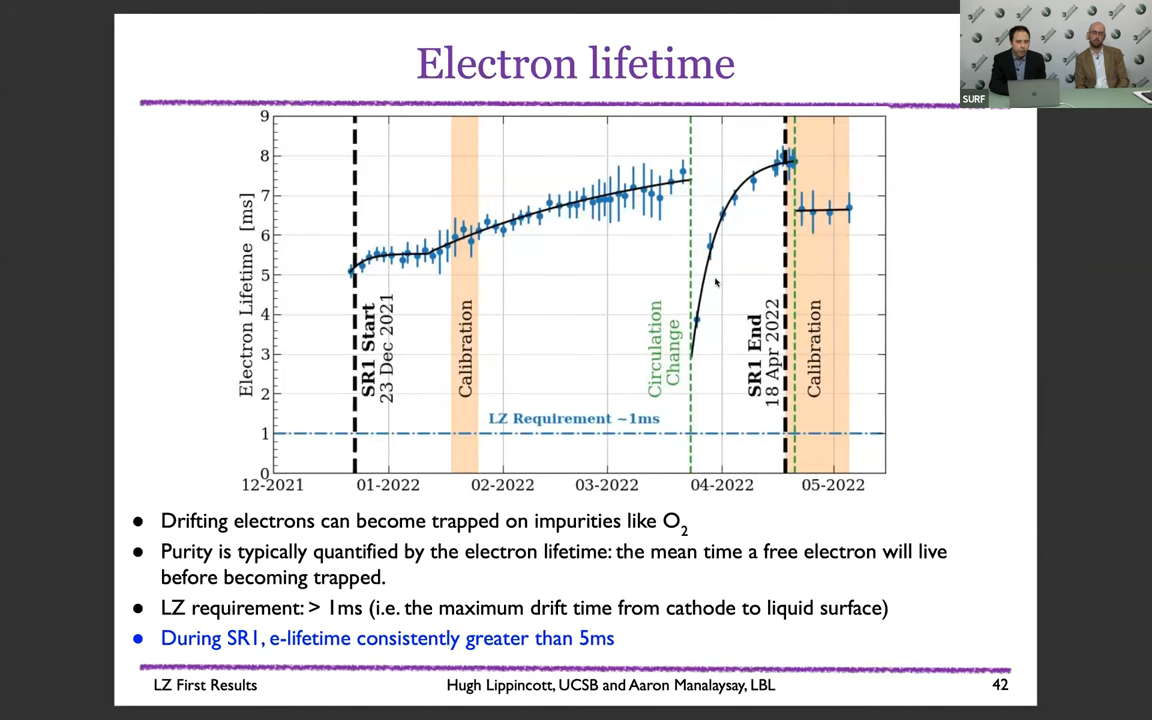 Electron lifetime
SURF
9
8
7
6
5
4
3
2
1
0
Electron Lifetime [ms]
SR1 Start
23 Dec 2021
Calibration
Circulation
Change
SR1 End
18 Apr 2022
Calibration
LZ Requirement ~1ms
12-2021 01-2022 02-2022 03-2022 04-2022 05-2022
● Drifting electrons can become trapped on impurities like O2
● Purity is typically quantified by the electron lifetime: the mean time a free electron will live
before becoming trapped.
● LZ requirement: > 1ms (i.e. the maximum drift time from cathode to liquid surface)
● During SR1, e-lifetime consistently greater than 5ms
LZ First Results Hugh Lippincott, UCSB and Aaron Manalaysay, LBL 42